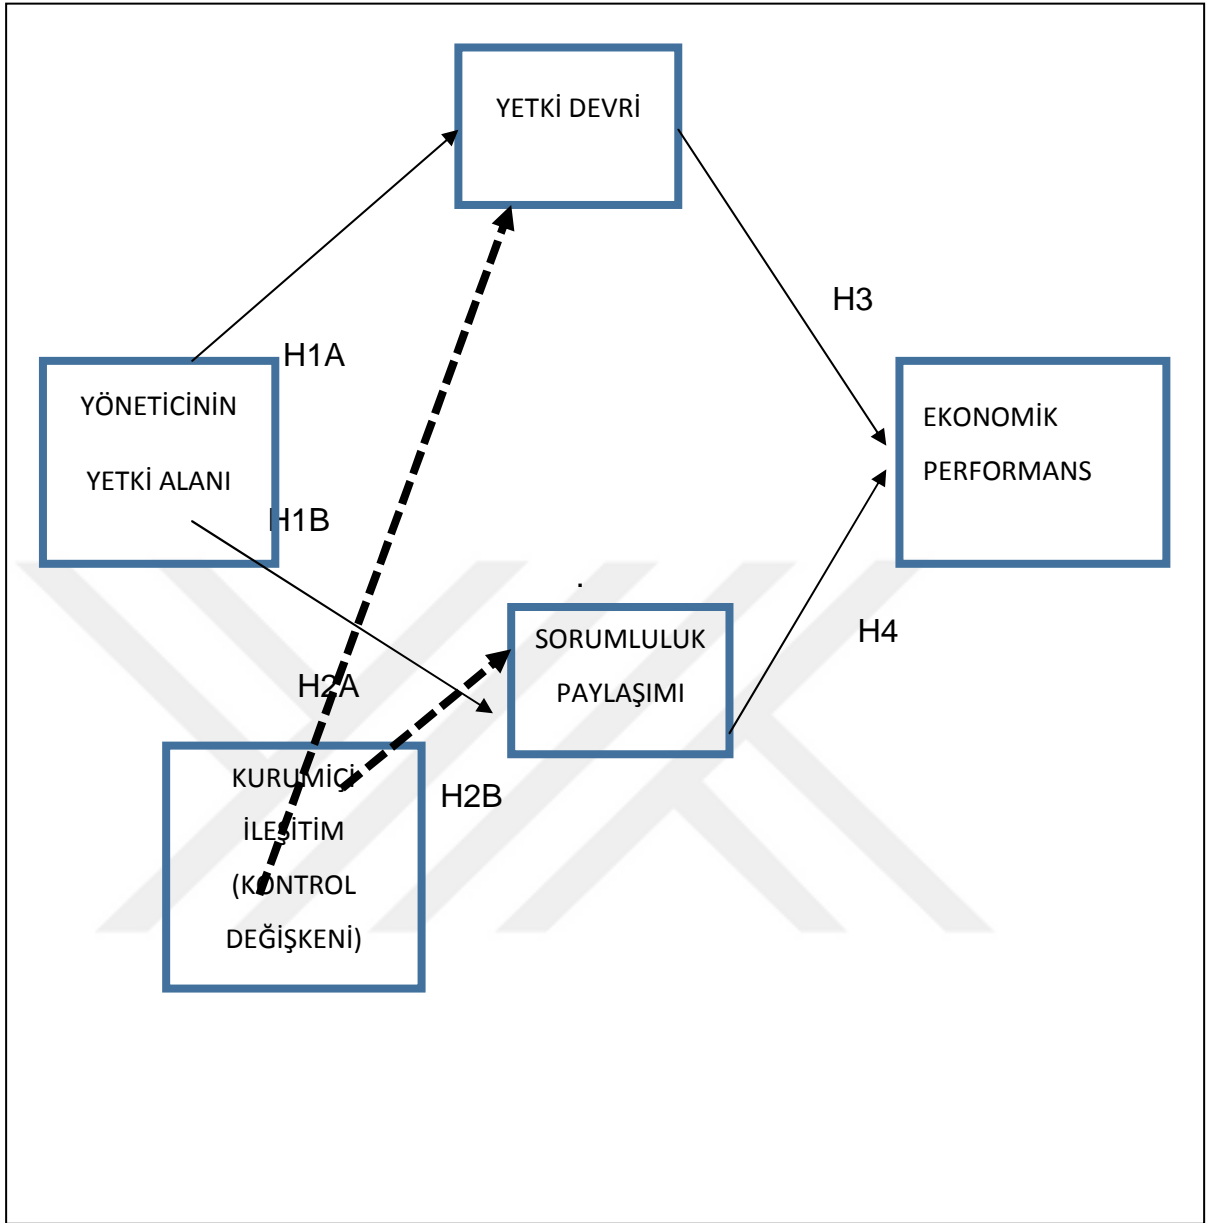 YETKİ DEVRİ
H3
H1A
YÖNETİCİNİN
YETKİ ALANI
EKONOMİK
PERFORMANS
H1B
.
SORUMLULUK
PAYLAŞIMI
H4
H2A
KURUMİÇİ
İLEŞİTİM
(KONTROL
DEĞİŞKENİ)
H2B